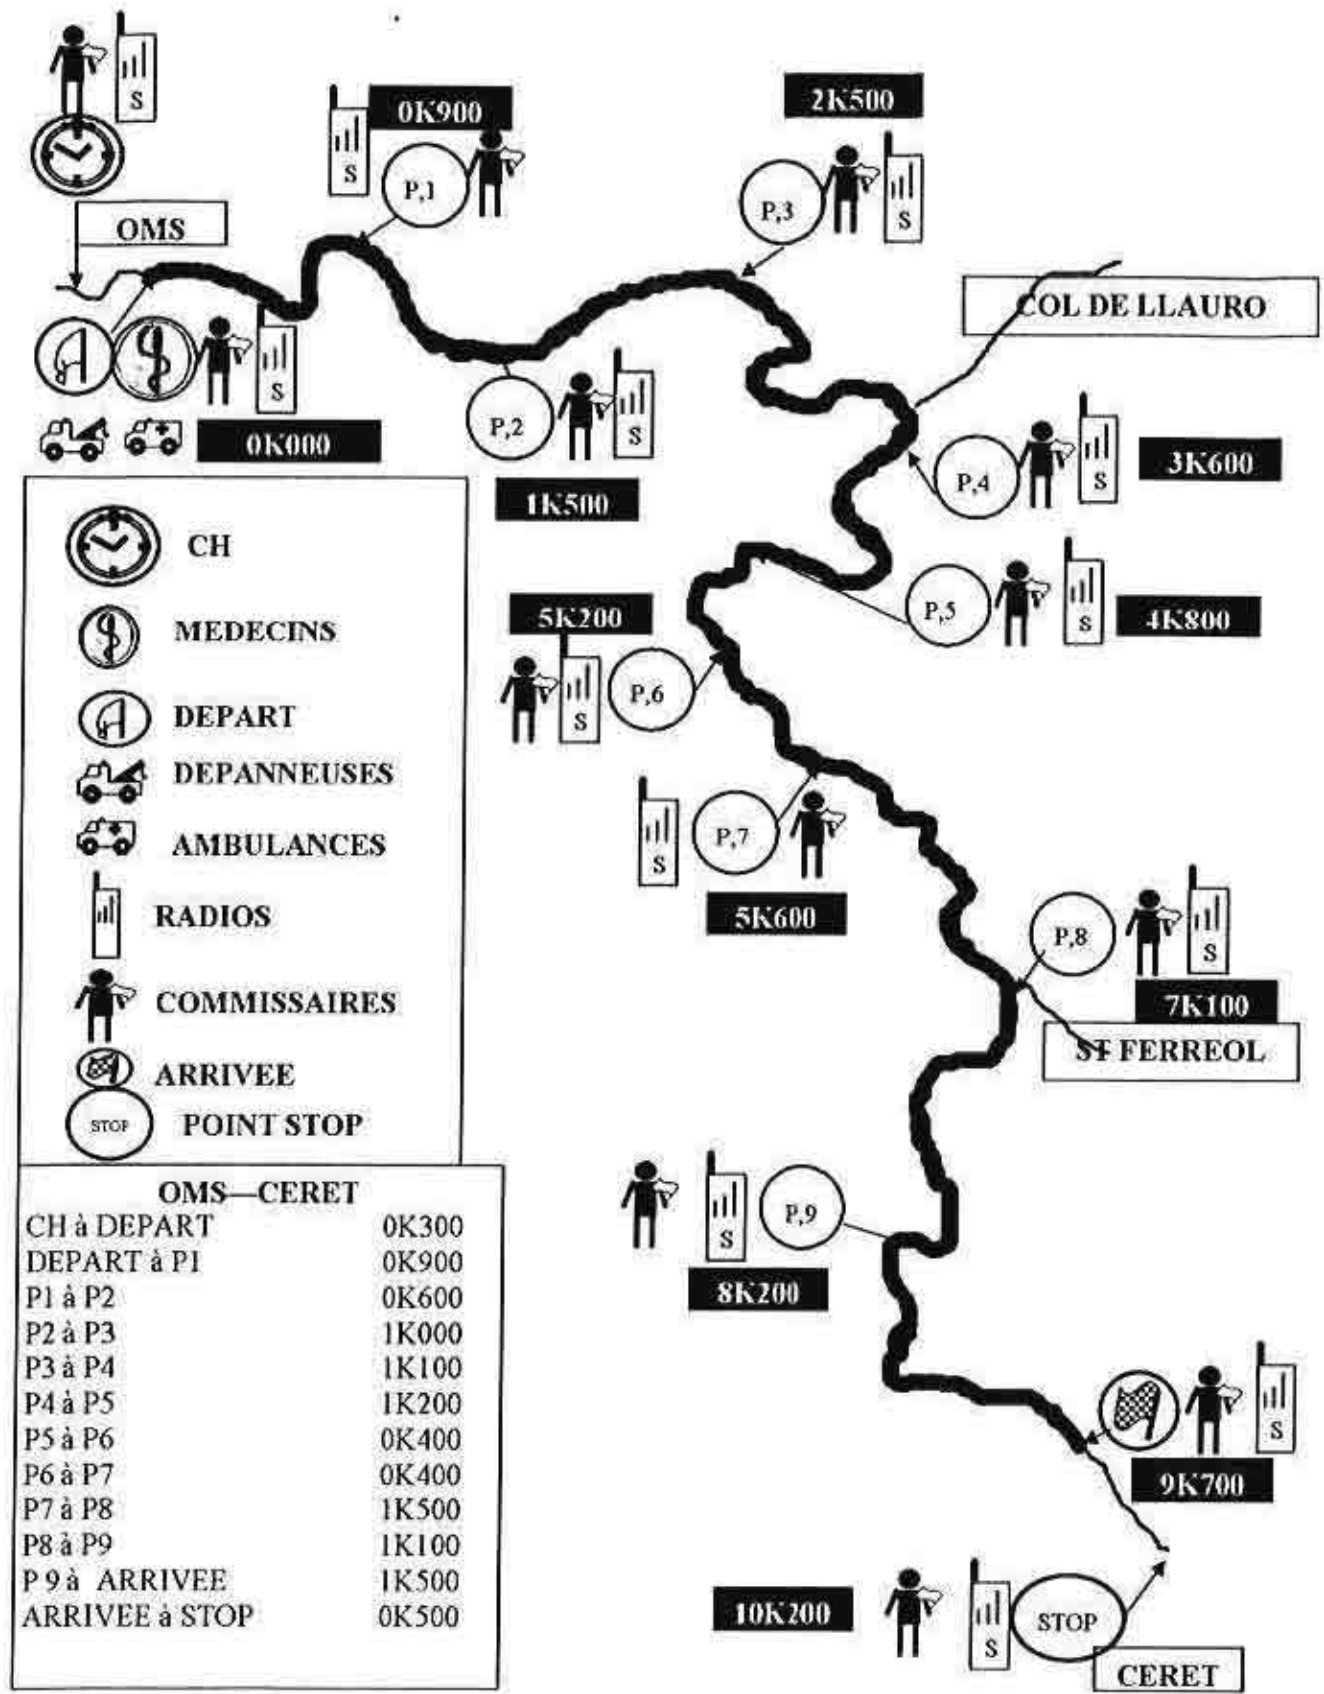 S
0K900
2K500
S
P,1
P,3
S
OMS
COL DE LLAURO
S
0K000
P,2
S
1K500
P,4
S
3K600
CH
MEDECINS
DEPART
DEPANNEUSES
AMBULANCES
RADIOS
COMMISSAIRES
ARRIVEE
STOP
POINT STOP
P,5
S
4K800
5K200
S
P,6
S
P,7
5K600
P,8
S
7K100
ST FERREOL
S
P,9
8K200
S
9K700
10K200
S
STOP
CERET
OMS—CERET
CH à DEPART 0K300
DEPART à P1 0K900
P1 à P2 0K600
P2 à P3 1K000
P3 à P4 1K100
P4 à P5 1K200
P5 à P6 0K400
P6 à P7 0K400
P7 à P8 1K500
P8 à P9 1K100
P 9 à ARRIVEE 1K500
ARRIVEE à STOP 0K500